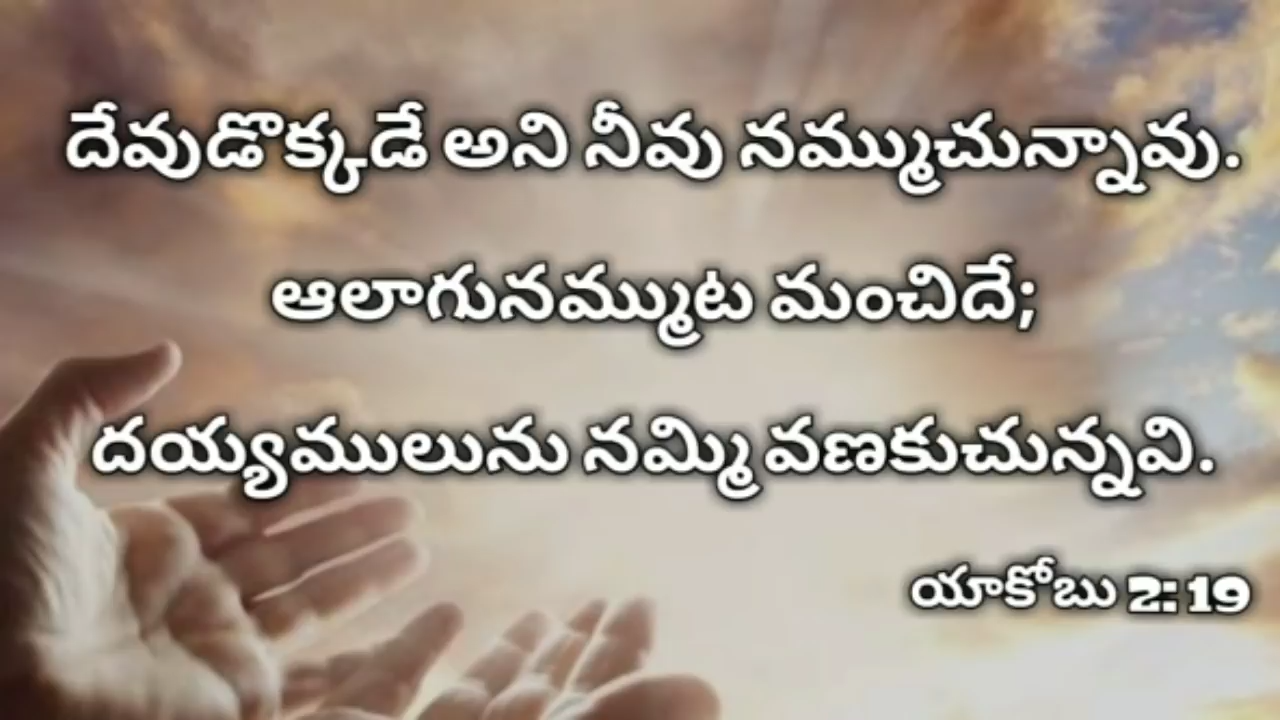 దేవుడొక్కడే అని నీవు నమ్ముచున్నావు.
ఆలాగునమ్ముట మంచిదే;
దయ్యములును నమ్మి వణకుచున్నవి.
యాకోబు 2: 19